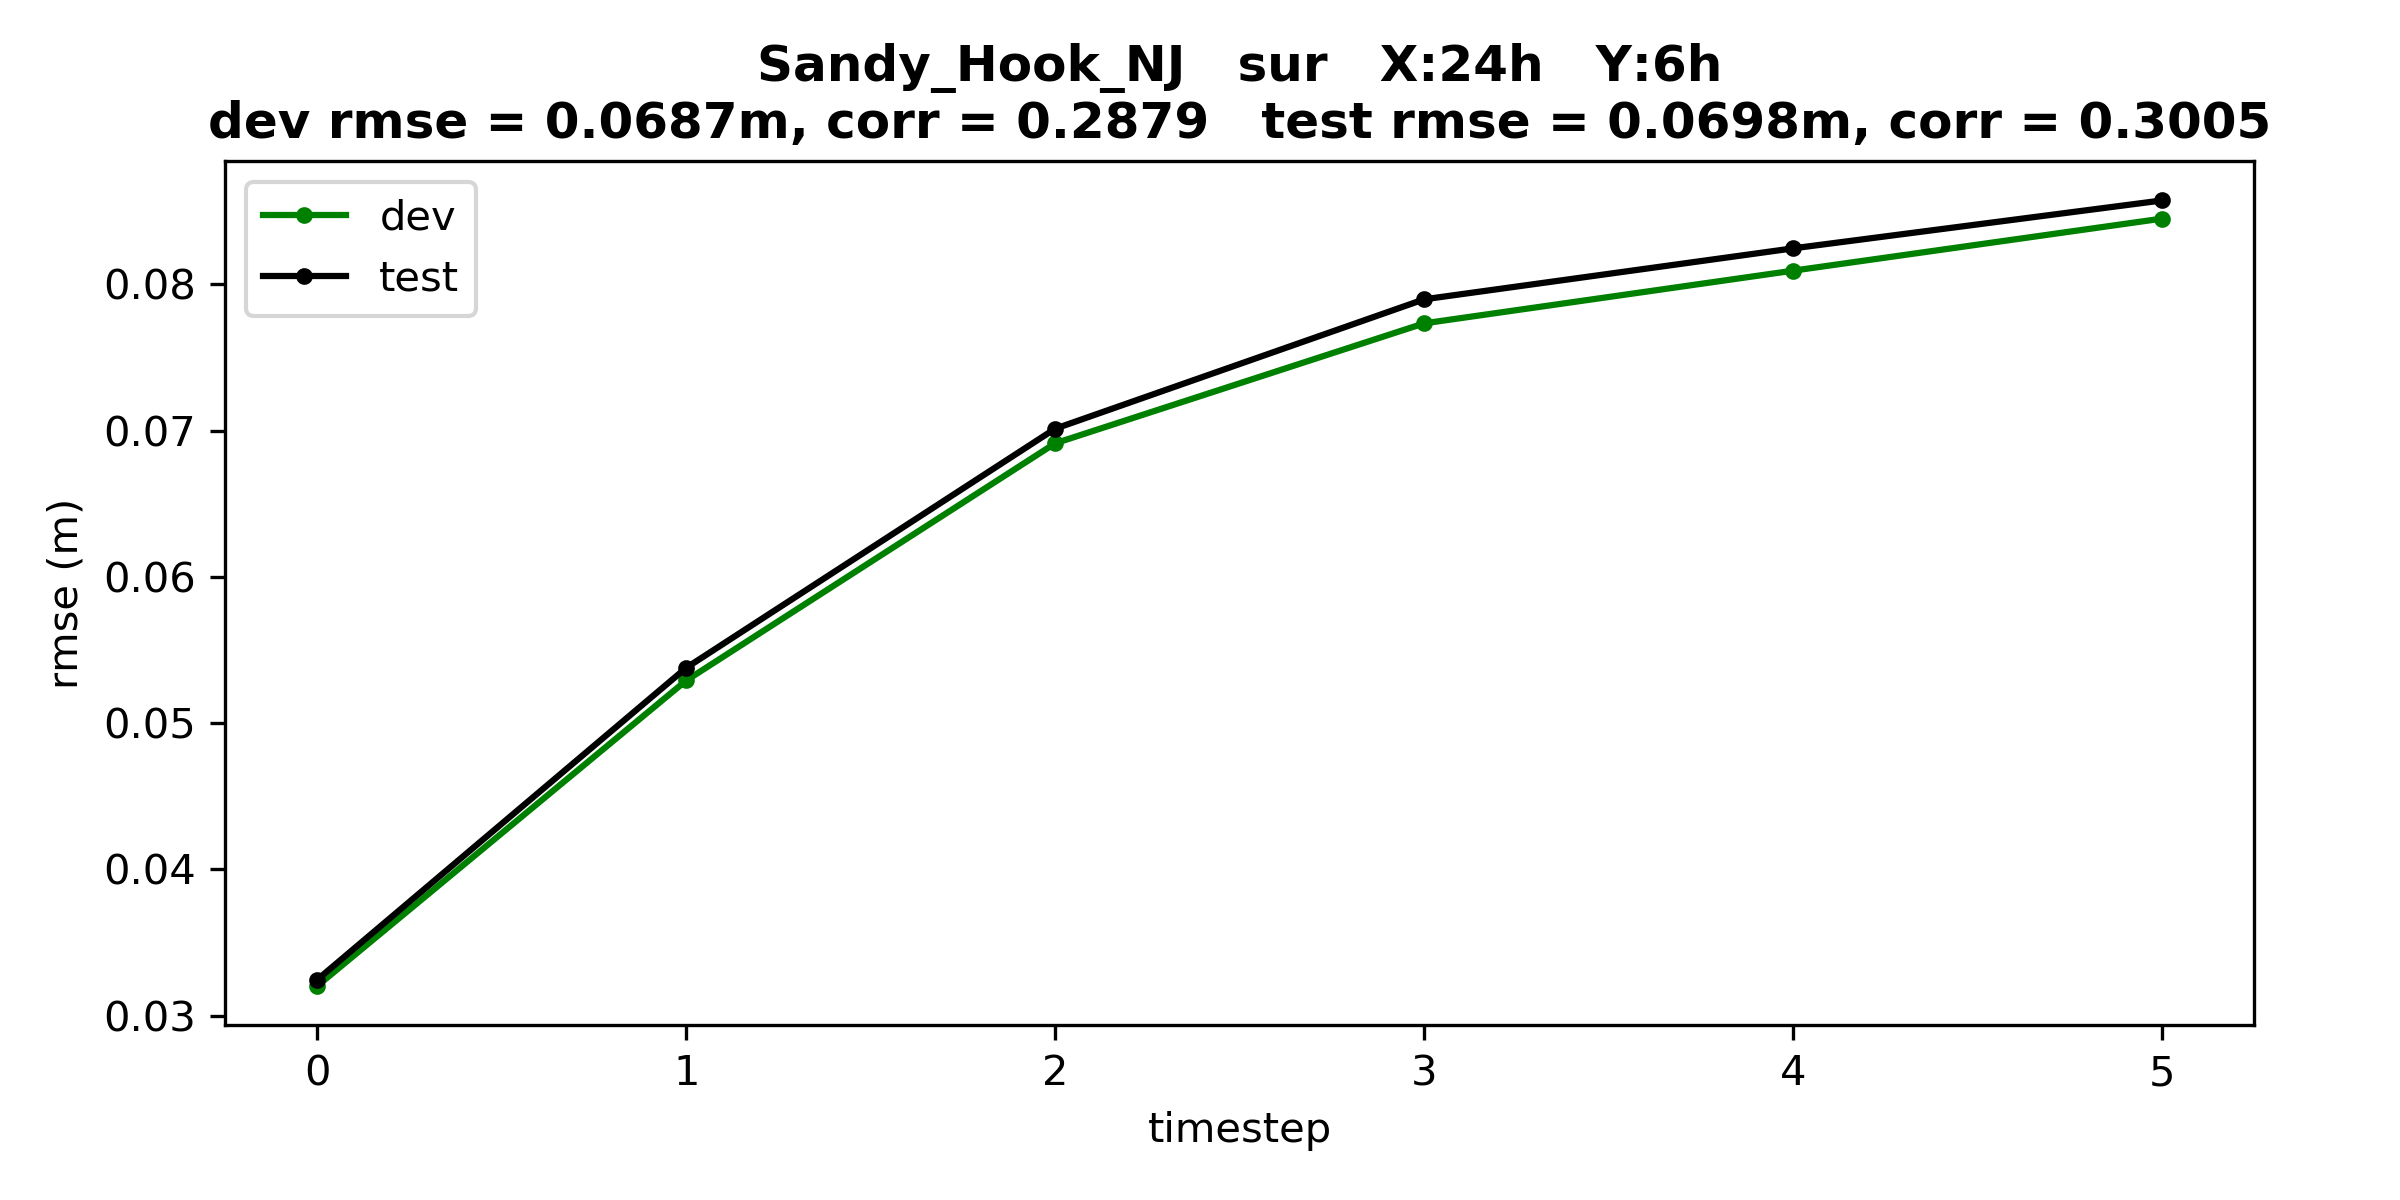 Sandy_Hook_NJ   sur   X:24h   Y:6h
dev rmse = 0.0687m, corr = 0.2879   test rmse = 0.0698m, corr = 0.3005
dev
test
0.08
0.07
0.06
0.05
0.04
0.03
rmse (m)
0 1 2 3 4 5
timestep